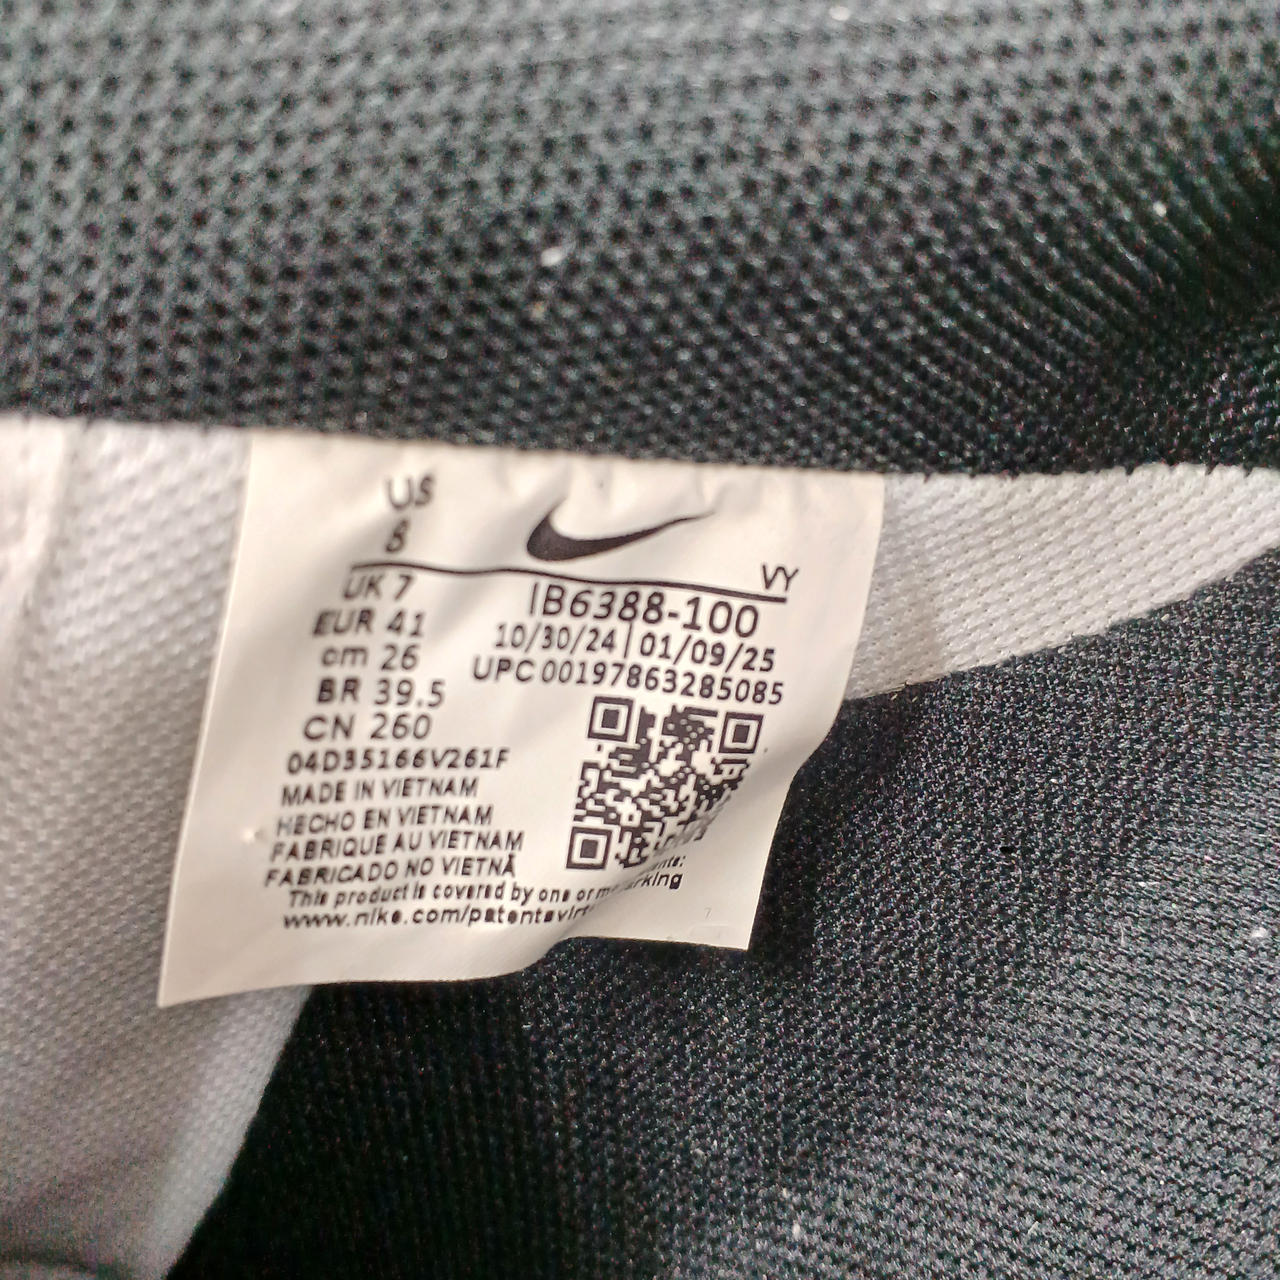 US
8
VY
UK 7
EUR 41
cm 26
BR 39.5
CN 260
IB6388-100
10/30/24 | 01/09/25
UPC 00197863285085
04D35166V261F
MADE IN VIETNAM
HECHO EN VIETNAM
FABRIQUE AU VIETNAM
FABRICADO NO VIETNÃ
This product is covered by one or
www.nike.com/patents
7